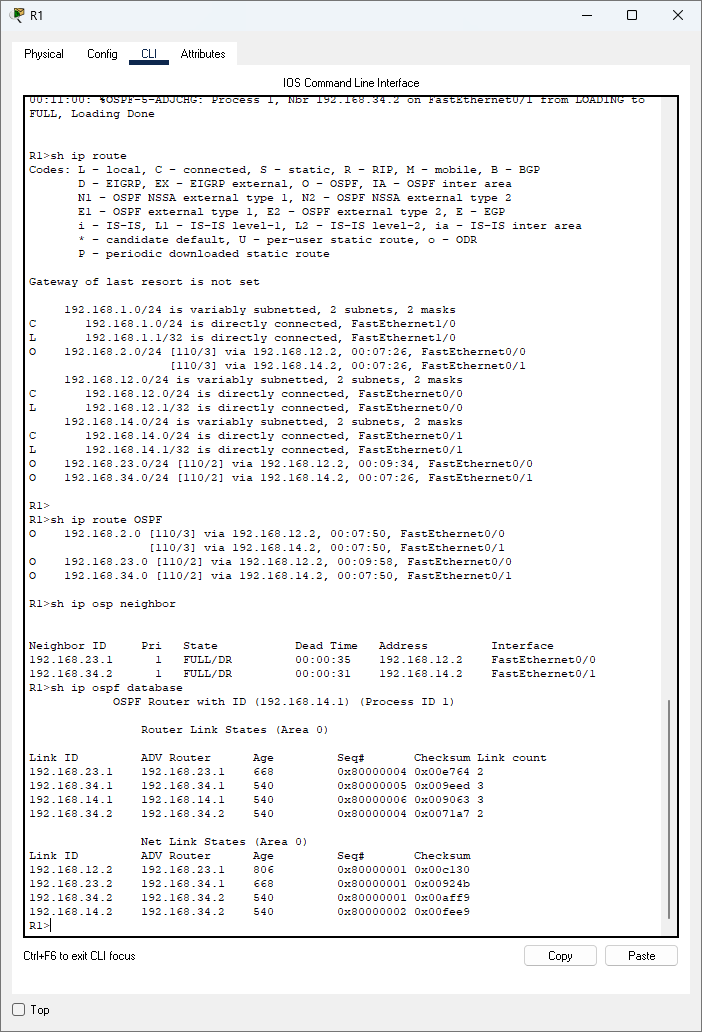 R1
Physical Config CLI Attributes
IOS Command Line Interface
00:11:00: %OSPF-5-ADJCHG: Process 1, Nbr 192.168.34.2 on FastEthernet0/1 from LOADING to
FULL, Loading Done
R1>sh ip route
Codes: L - local, C - connected, S - static, R - RIP, M - mobile, B - BGP
D - EIGRP, EX - EIGRP external, O - OSPF, IA - OSPF inter area
N1 - OSPF NSSA external type 1, N2 - OSPF NSSA external type 2
E1 - OSPF external type 1, E2 - OSPF external type 2, E - EGP
i - IS-IS, L1 - IS-IS level-1, L2 - IS-IS level-2, ia - IS-IS inter area
* - candidate default, U - per-user static route, o - ODR
P - periodic downloaded static route
Gateway of last resort is not set
192.168.1.0/24 is variably subnetted, 2 subnets, 2 masks
C 192.168.1.0/24 is directly connected, FastEthernet1/0
L 192.168.1.1/32 is directly connected, FastEthernet1/0
O 192.168.2.0/24 [110/3] via 192.168.12.2, 00:07:26, FastEthernet0/0
[110/3] via 192.168.14.2, 00:07:26, FastEthernet0/1
192.168.12.0/24 is variably subnetted, 2 subnets, 2 masks
C 192.168.12.0/24 is directly connected, FastEthernet0/0
L 192.168.12.1/32 is directly connected, FastEthernet0/0
192.168.14.0/24 is variably subnetted, 2 subnets, 2 masks
C 192.168.14.0/24 is directly connected, FastEthernet0/1
L 192.168.14.1/32 is directly connected, FastEthernet0/1
O 192.168.23.0/24 [110/2] via 192.168.12.2, 00:09:34, FastEthernet0/0
O 192.168.34.0/24 [110/2] via 192.168.14.2, 00:07:26, FastEthernet0/1
R1>
R1>sh ip route OSPF
O 192.168.2.0 [110/3] via 192.168.12.2, 00:07:50, FastEthernet0/0
[110/3] via 192.168.14.2, 00:07:50, FastEthernet0/1
O 192.168.23.0 [110/2] via 192.168.12.2, 00:09:58, FastEthernet0/0
O 192.168.34.0 [110/2] via 192.168.14.2, 00:07:50, FastEthernet0/1
R1>sh ip osp neighbor
Neighbor ID Pri State Dead Time Address Interface
192.168.23.1 1 FULL/DR 00:00:35 192.168.12.2 FastEthernet0/0
192.168.34.2 1 FULL/DR 00:00:31 192.168.14.2 FastEthernet0/1
R1>sh ip ospf database
OSPF Router with ID (192.168.14.1) (Process ID 1)
Router Link States (Area 0)
Link ID ADV Router Age Seq# Checksum Link count
192.168.23.1 192.168.23.1 668 0x80000004 0x00e764 2
192.168.34.1 192.168.34.1 540 0x80000005 0x009eed 3
192.168.14.1 192.168.14.1 540 0x80000006 0x009063 3
192.168.34.2 192.168.34.2 540 0x80000004 0x0071a7 2
Net Link States (Area 0)
Link ID ADV Router Age Seq# Checksum
192.168.12.2 192.168.23.1 806 0x80000001 0x00c130
192.168.23.2 192.168.34.1 668 0x80000001 0x00924b
192.168.34.2 192.168.34.2 540 0x80000001 0x00aff9
192.168.14.2 192.168.34.2 540 0x80000002 0x00fee9
R1>
Ctrl+F6 to exit CLI focus
Copy Paste
Top